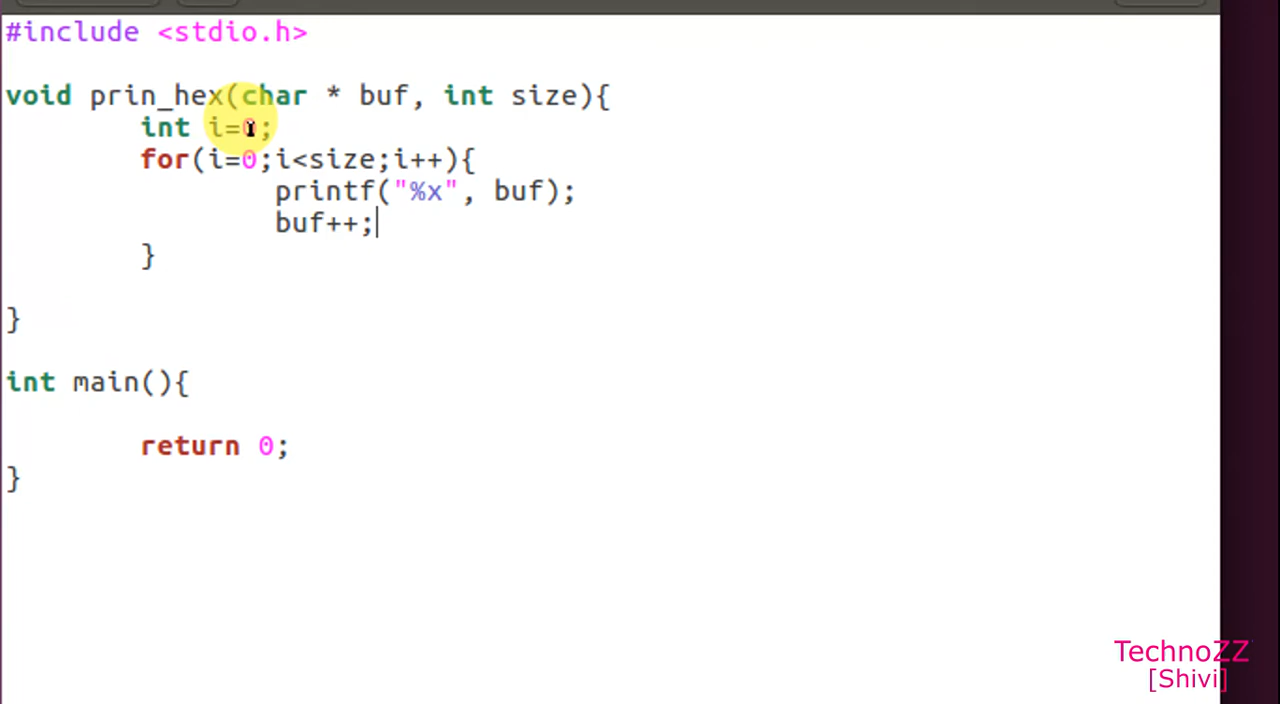 #include <stdio.h>
void prin_hex(char * buf, int size){
int i=0;
for(i=0;i<size;i++){
printf("%x", buf);
buf++;
}
}
int main(){
return 0;
}
TechnoZZ
[Shivi]